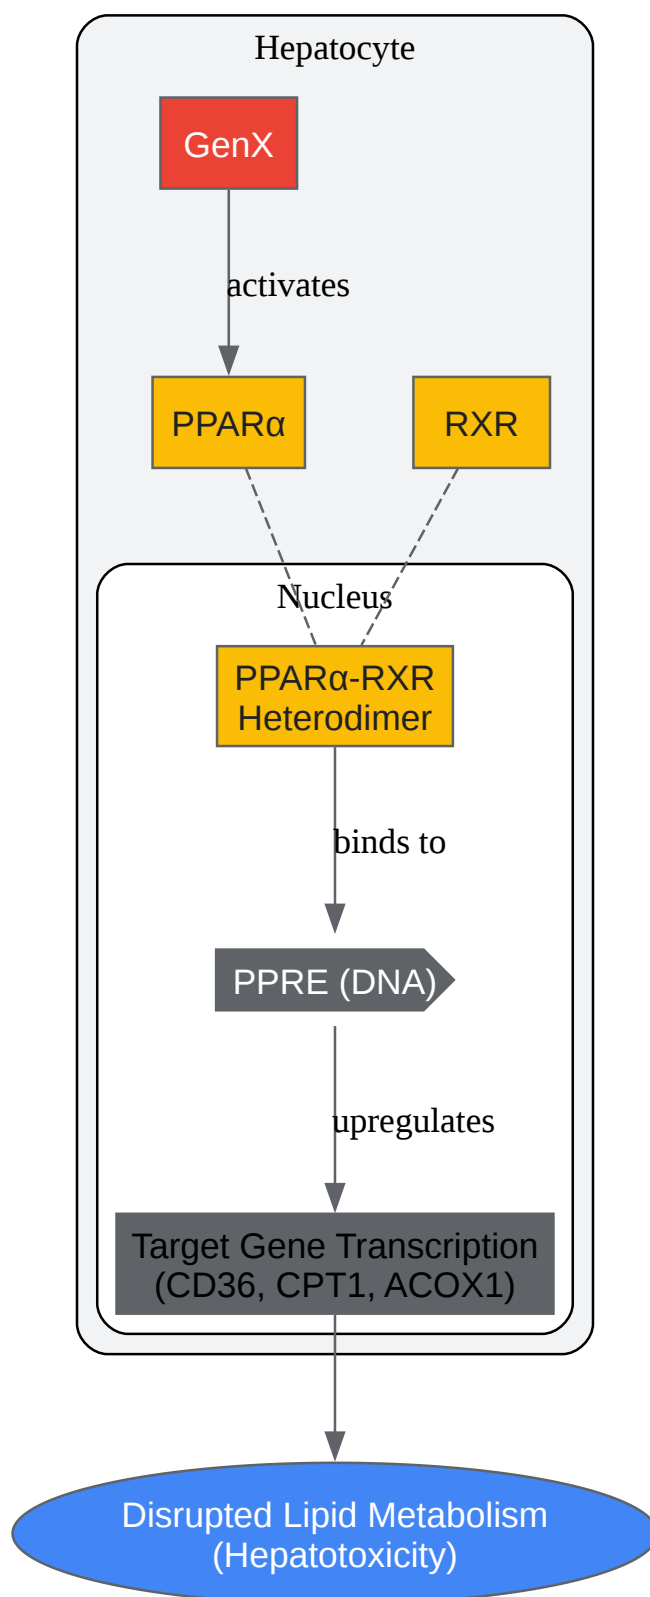 Hepatocyte
GenX
activates
PPARα
RXR
Nucleus
PPARα-RXR
Heterodimer
binds to
PPRE (DNA)
upregulates
Target Gene Transcription
(CD36, CPT1, ACOX1)
Disrupted Lipid Metabolism
(Hepatotoxicity)